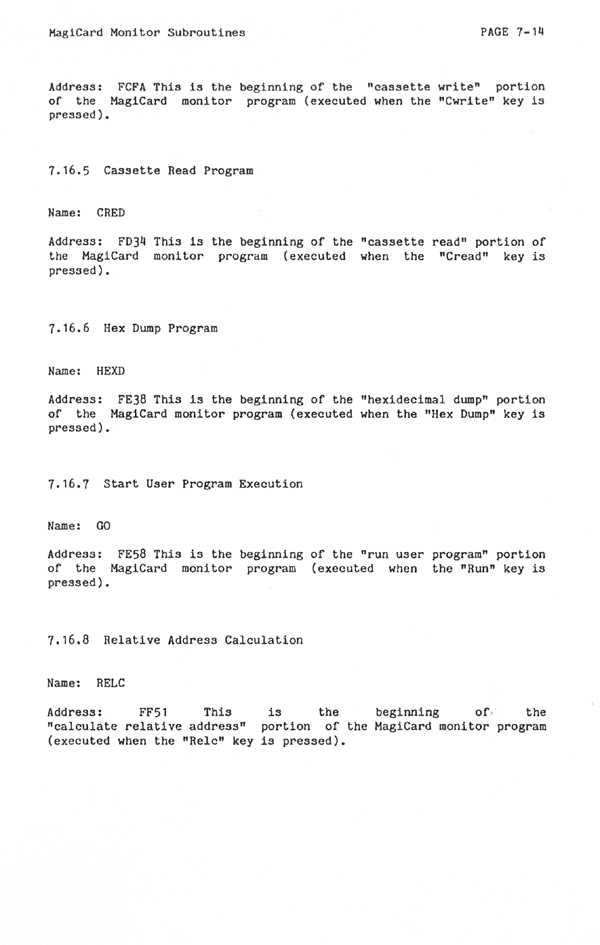 MagiCard Monitor Subroutines PAGE 7-14
Address: FCFA This is the beginning of the "cassette write" portion
of the MagiCard monitor program (executed when the "Cwrite" key is
pressed).
7.16.5 Cassette Read Program
Name: CRED
Address: FD34 This is the beginning of the "cassette read" portion of
the MagiCard monitor program (executed when the "Cread" key is
pressed).
7.16.6 Hex Dump Program
Name: HEXD
Address: FE38 This is the beginning of the "hexidecimal dump" portion
of the MagiCard monitor program (executed when the "Hex Dump" key is
pressed).
7.16.7 Start User Program Execution
Name: GO
Address: FE58 This is the beginning of the "run user program" portion
of the MagiCard monitor program (executed when the "Run" key is
pressed).
7.16.8 Relative Address Calculation
Name: RELC
Address: FF51 This is the beginning of the
"calculate relative address" portion of the MagiCard monitor program
(executed when the "Relc" key is pressed).